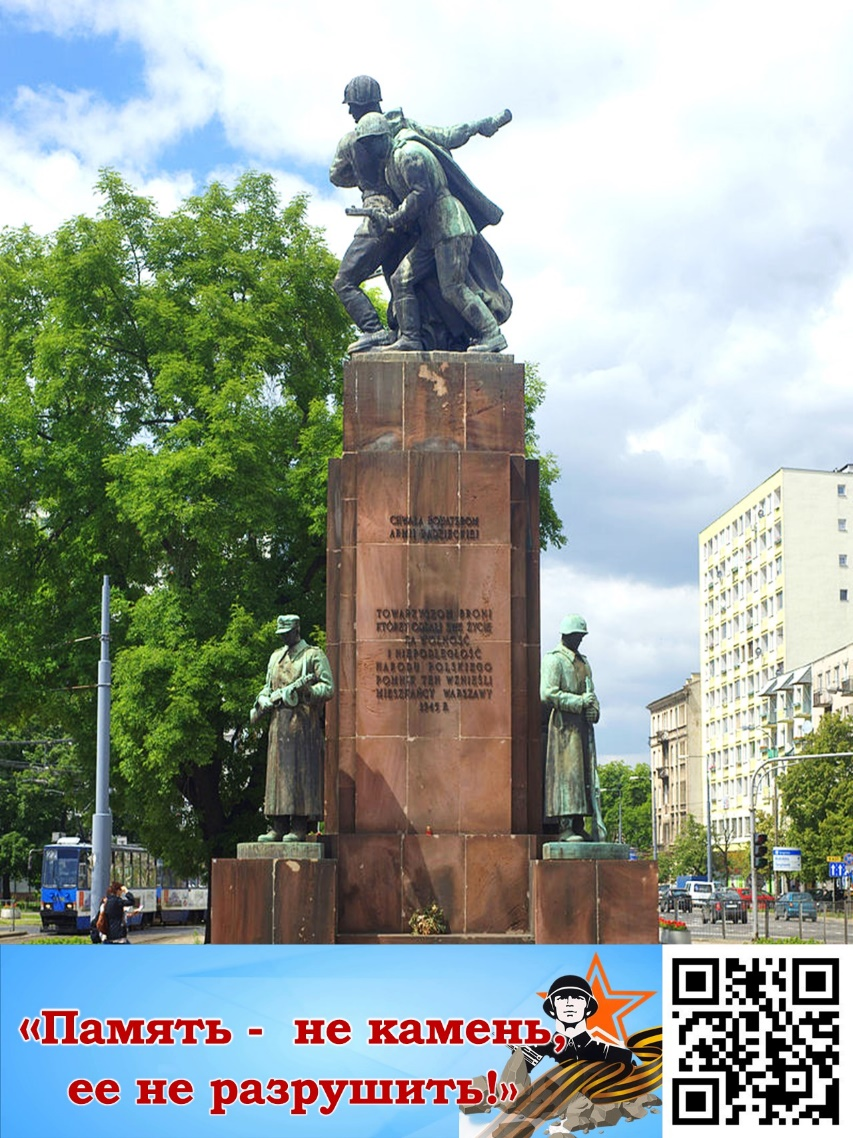 CHWAŁA BOHATEROM
ARMII RADZIECKIEJ
TOWARZYSZOM BRONI
KTÓRZY ODDALI SWE ŻYCIE
ZA WOLNOŚĆ
I NIEPODLEGŁOŚĆ
NARODU POLSKIEGO
POMNIK TEN WZNIEŚLI
MIESZKAŃCY WARSZAWY
1945 R.
«Память - не камень,
ее не разрушить!»